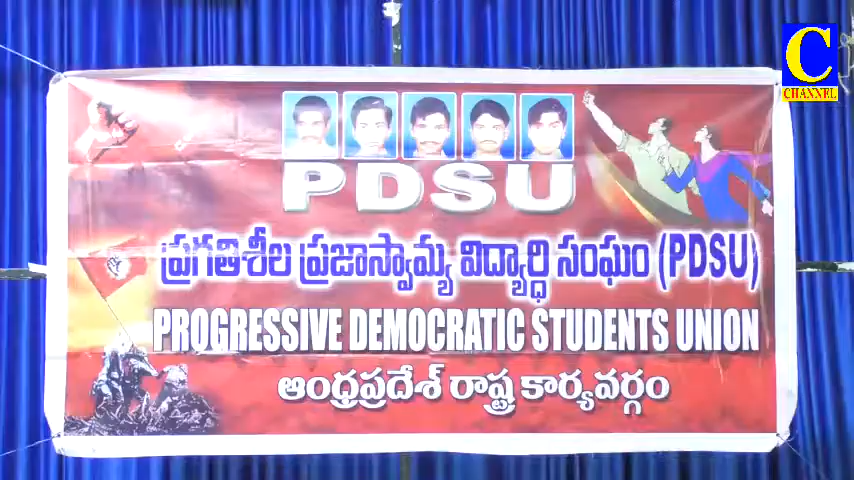 C
CHANNEL
PDSU
ప్రగతిశీల ప్రజాస్వామ్య విద్యార్థి సంఘం (PDSU)
PROGRESSIVE DEMOCRATIC STUDENTS UNION
ఆంధ్రప్రదేశ్ రాష్ట్ర కార్యవర్గం